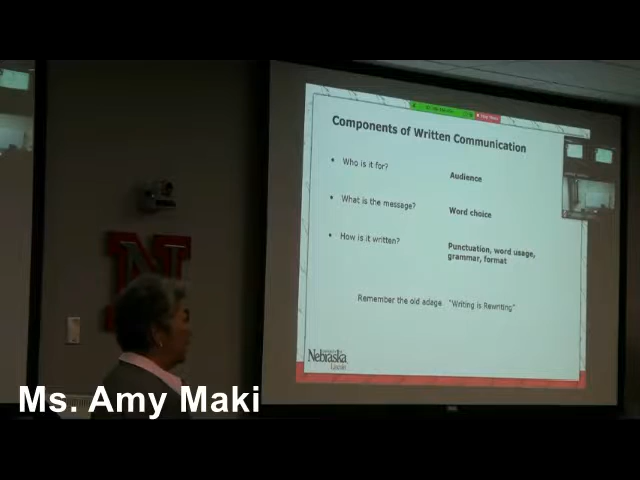 Components of Written Communication
• Who is it for?
Audience
• What is the message?
Word choice
• How is it written?
Punctuation, word usage,
grammar, format
Remember the old adage "Writing is Rewriting"
Nebraska
Lincoln
N
Ms. Amy Maki